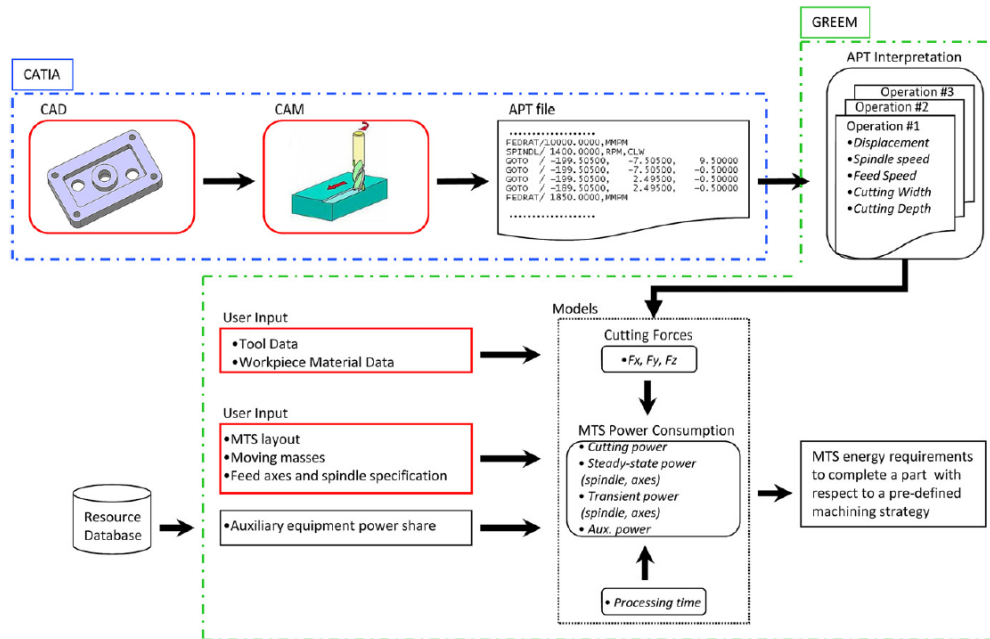 GREEM
CATIA
CAD
CAM
APT file
...................
FEDRAT/10000.0000,MMPM
SPINDL/ 1400.0000,RPM,CLW
GOTO / -199.50500, -7.50500, 9.50000
GOTO / -199.50500, -7.50500, -0.50000
GOTO / -199.50500, 2.49500, -0.50000
GOTO / -189.50500, 2.49500, -0.50000
FEDRAT/ 1850.0000,MMPM
...................
APT Interpretation
Operation #3
Operation #2
Operation #1
•Displacement
•Spindle speed
•Feed Speed
•Cutting Width
•Cutting Depth
User Input
•Tool Data
•Workpiece Material Data
User Input
•MTS layout
•Moving masses
•Feed axes and spindle specification
Resource
Database
•Auxiliary equipment power share
Models
Cutting Forces
•Fx, Fy, Fz
MTS Power Consumption
• Cutting power
• Steady-state power
(spindle, axes)
• Transient power
(spindle, axes)
• Aux. power
• Processing time
MTS energy requirements
to complete a part with
respect to a pre-defined
machining strategy